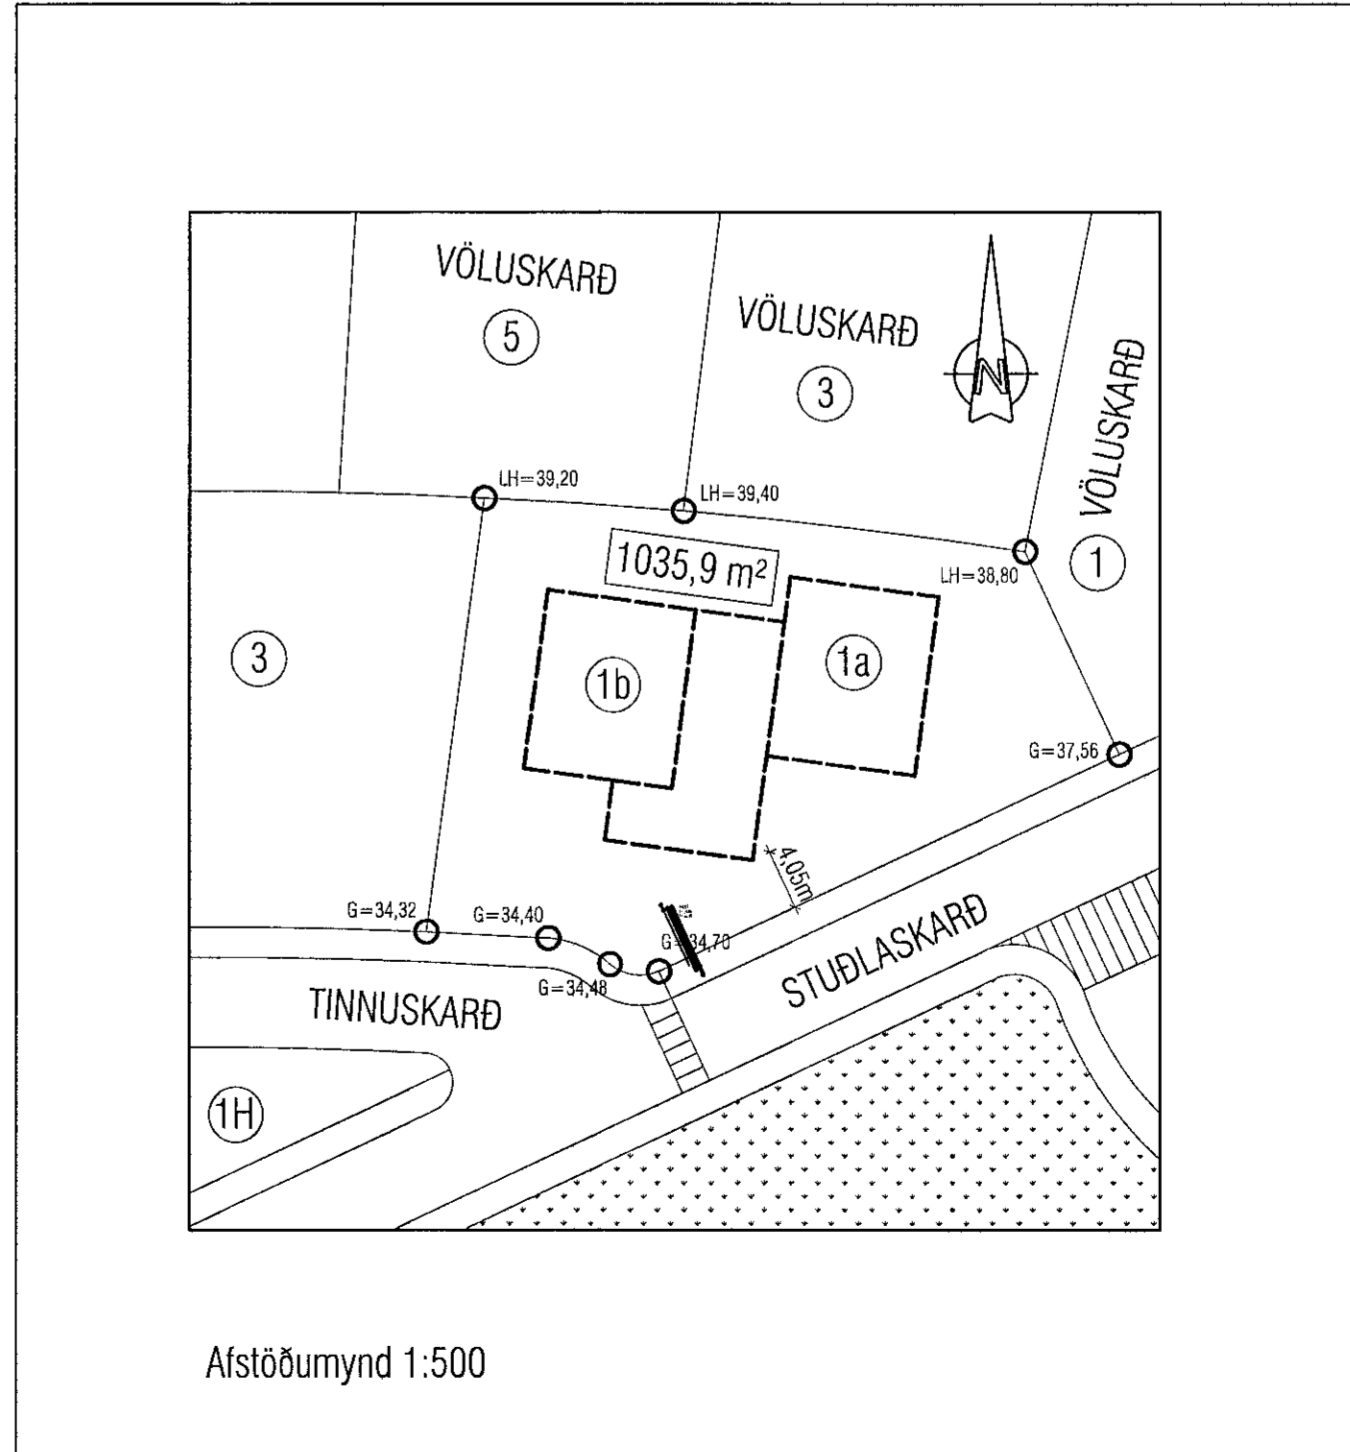 VÖLUSKARÐ
5
VÖLUSKARÐ
3
N
VÖLUSKARÐ
1
LH=39,20
LH=39,40
LH=38,80
1035,9 m²
3
1b
1a
G=37,56
4,05m
G=34,32
G=34,40
G=34,70
G=34,48
STUÐLASKARÐ
TINNUSKARÐ
1H
Afstöðumynd 1:500